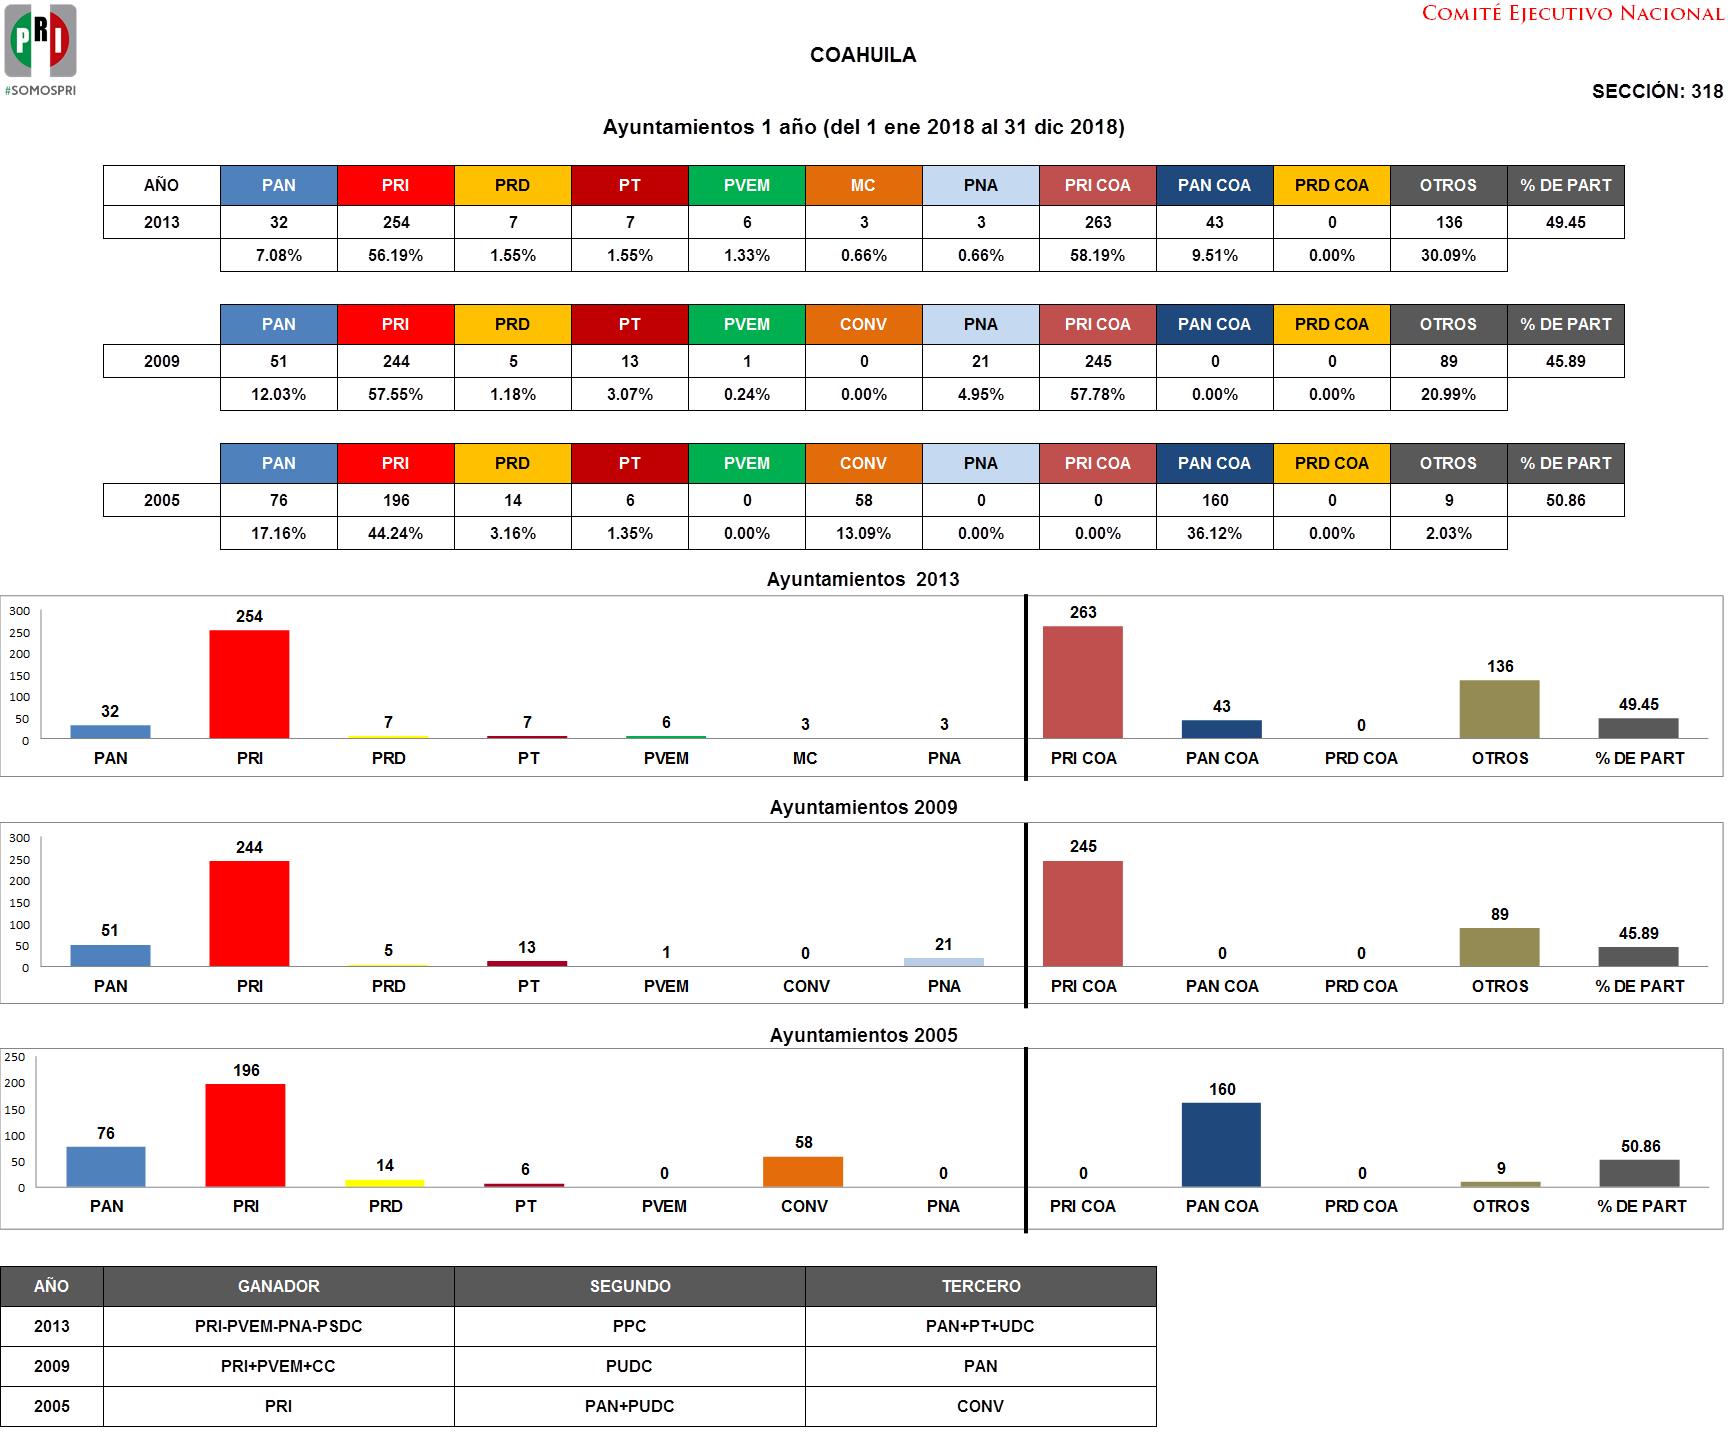 PRI
#SOMOSPRI
COMITÉ EJECUTIVO NACIONAL
COAHUILA
SECCIÓN: 318
Ayuntamientos 1 año (del 1 ene 2018 al 31 dic 2018)
AÑO PAN PRI PRD PT PVEM MC PNA PRI COA PAN COA PRD COA OTROS % DE PART
2013 32 254 7 7 6 3 3 263 43 0 136 49.45
7.08% 56.19% 1.55% 1.55% 1.33% 0.66% 0.66% 58.19% 9.51% 0.00% 30.09%
PAN PRI PRD PT PVEM CONV PNA PRI COA PAN COA PRD COA OTROS % DE PART
2009 51 244 5 13 1 0 21 245 0 0 89 45.89
12.03% 57.55% 1.18% 3.07% 0.24% 0.00% 4.95% 57.78% 0.00% 0.00% 20.99%
PAN PRI PRD PT PVEM CONV PNA PRI COA PAN COA PRD COA OTROS % DE PART
2005 76 196 14 6 0 58 0 0 160 0 9 50.86
17.16% 44.24% 3.16% 1.35% 0.00% 13.09% 0.00% 0.00% 36.12% 0.00% 2.03%
Ayuntamientos 2013
300
250
200
150
100
50
0
32 254 7 7 6 3 3 263 43 0 136 49.45
PAN PRI PRD PT PVEM MC PNA PRI COA PAN COA PRD COA OTROS % DE PART
Ayuntamientos 2009
300
250
200
150
100
50
0
51 244 5 13 1 0 21 245 0 0 89 45.89
PAN PRI PRD PT PVEM CONV PNA PRI COA PAN COA PRD COA OTROS % DE PART
Ayuntamientos 2005
250
200
150
100
50
0
76 196 14 6 0 58 0 0 160 0 9 50.86
PAN PRI PRD PT PVEM CONV PNA PRI COA PAN COA PRD COA OTROS % DE PART
AÑO GANADOR SEGUNDO TERCERO
2013 PRI-PVEM-PNA-PSDC PPC PAN+PT+UDC
2009 PRI+PVEM+CC PUDC PAN
2005 PRI PAN+PUDC CONV